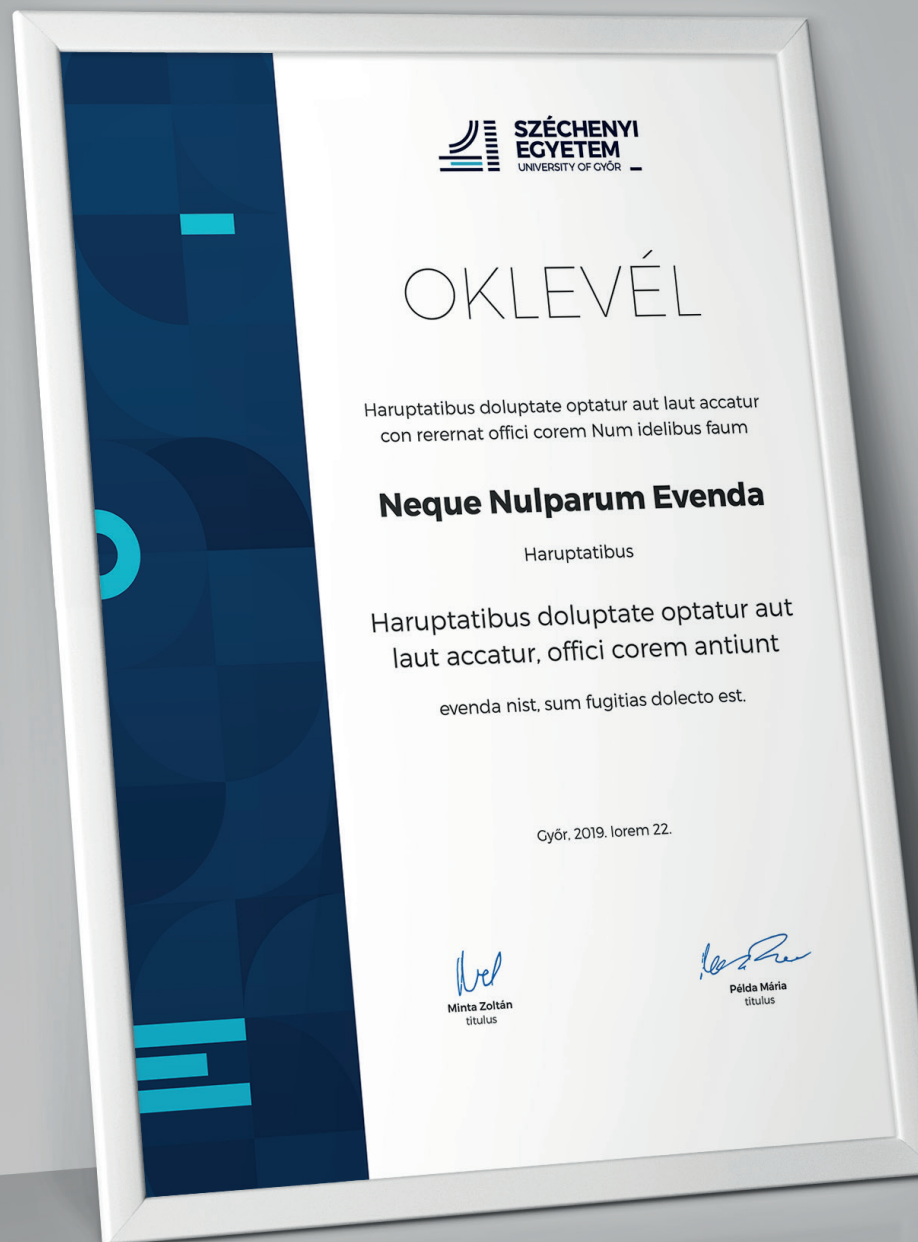 SZÉCHENYI
EGYETEM
UNIVERSITY OF GYŐR
OKLEVÉL
Haruptatibus doluptate optatur aut laut accatur
con rerernat offici corem Num idelibus faum
Neque Nulparum Evenda
Haruptatibus
Haruptatibus doluptate optatur aut
laut accatur, offici corem antiunt
evenda nist, sum fugitias dolecto est.
Győr, 2019. lorem 22.
Minta Zoltán
titulus
Példa Mária
titulus